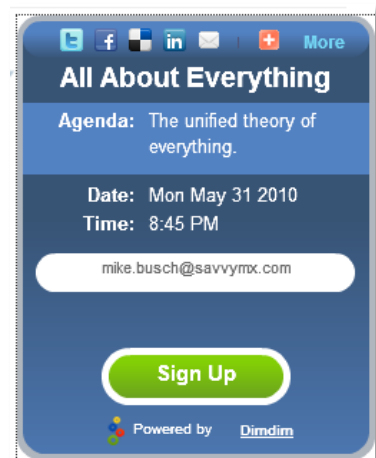 More
All About Everything
Agenda: The unified theory of
everything.
Date: Mon May 31 2010
Time: 8:45 PM
mike.busch@savvymx.com
Sign Up
Powered by Dimdim